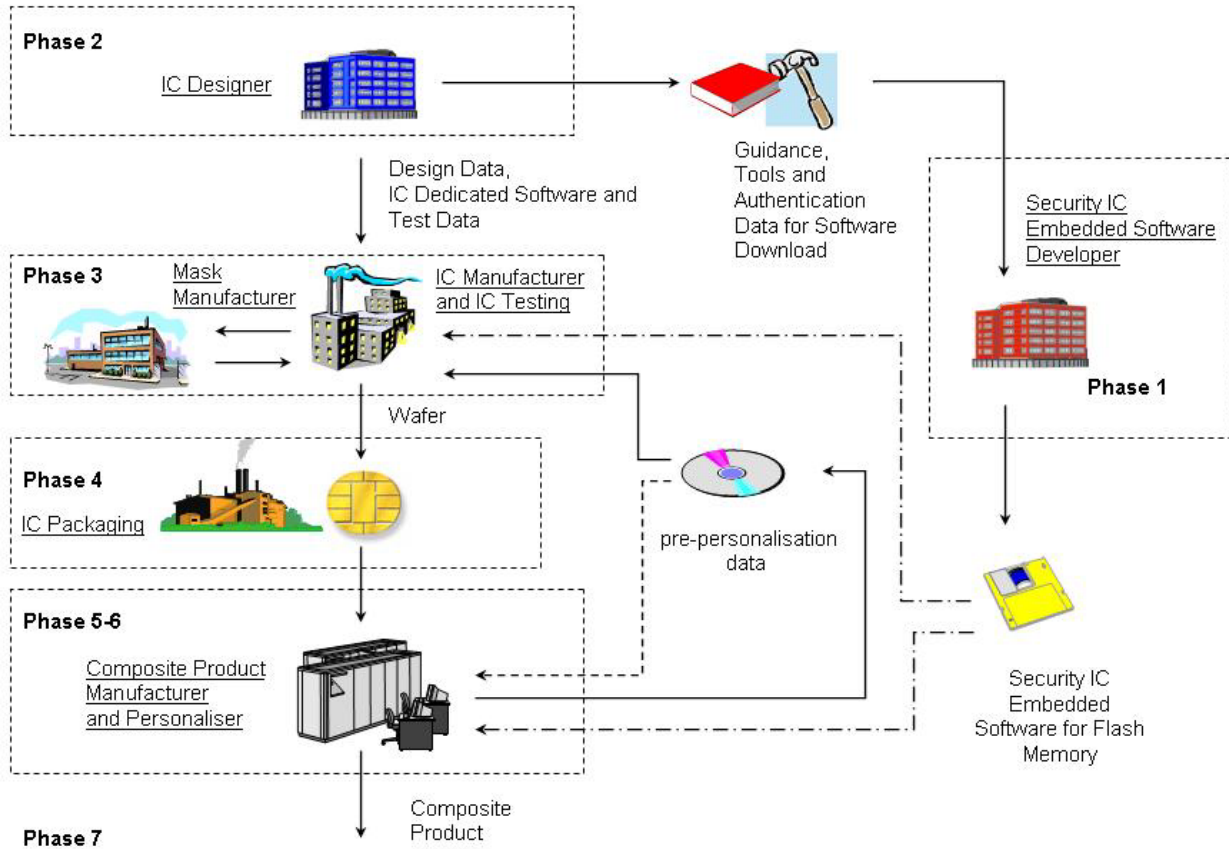 Phase 2
IC Designer
Guidance,
Tools and
Authentication
Data for Software
Download
Design Data,
IC Dedicated Software and
Test Data
Security IC
Embedded Software
Developer
Phase 1
Phase 3
Mask
Manufacturer
IC Manufacturer
and IC Testing
Wafer
Phase 4
IC Packaging
pre-personalisation
data
Phase 5-6
Composite Product
Manufacturer
and Personaliser
Security IC
Embedded
Software for Flash
Memory
Composite
Product
Phase 7